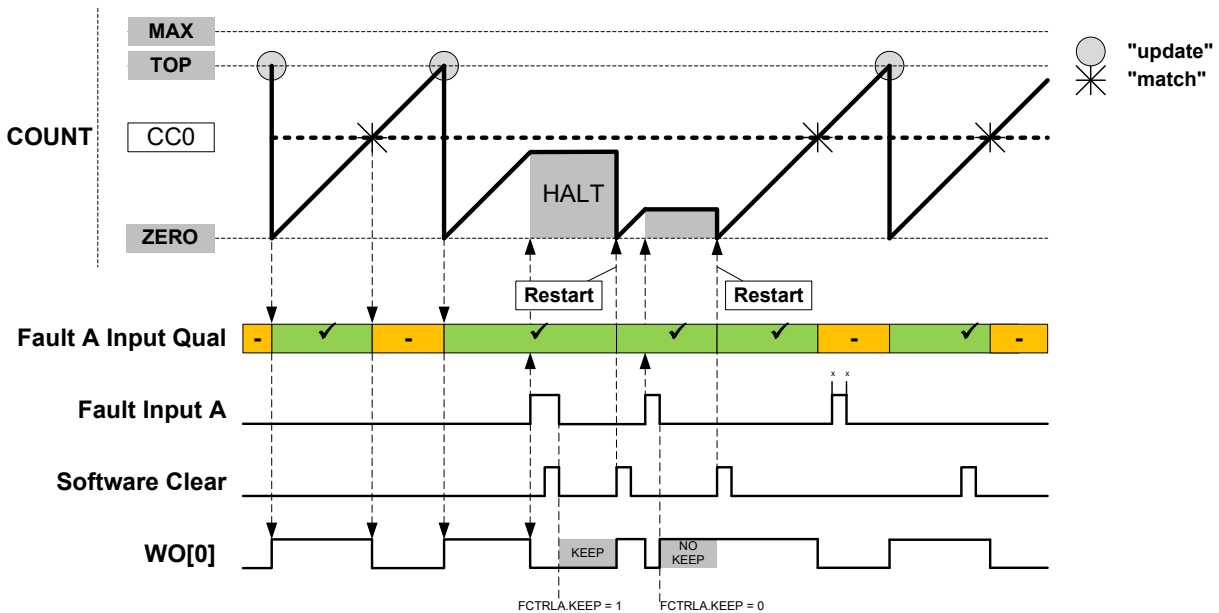 MAX
TOP
"update"
"match"
COUNT
CC0
HALT
ZERO
Restart
Restart
Fault A Input Qual
- ✓ - ✓ ✓ ✓ - ✓ -
x x
Fault Input A
Software Clear
WO[0]
KEEP
NO
KEEP
FCTRLA.KEEP = 1
FCTRLA.KEEP = 0